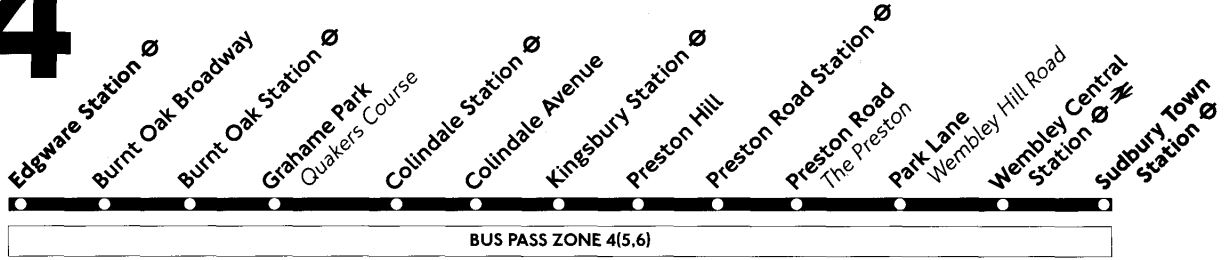 4
Edgware Station
Burnt Oak Broadway
Burnt Oak Station
Grahame Park
Quakers Course
Colindale Station
Colindale Avenue
Kingsbury Station
Preston Hill
Preston Road Station
Preston Road
The Preston
Park Lane
Wembley Hill Road
Wembley Central
Station
Sudbury Town
Station
BUS PASS ZONE 4(5,6)